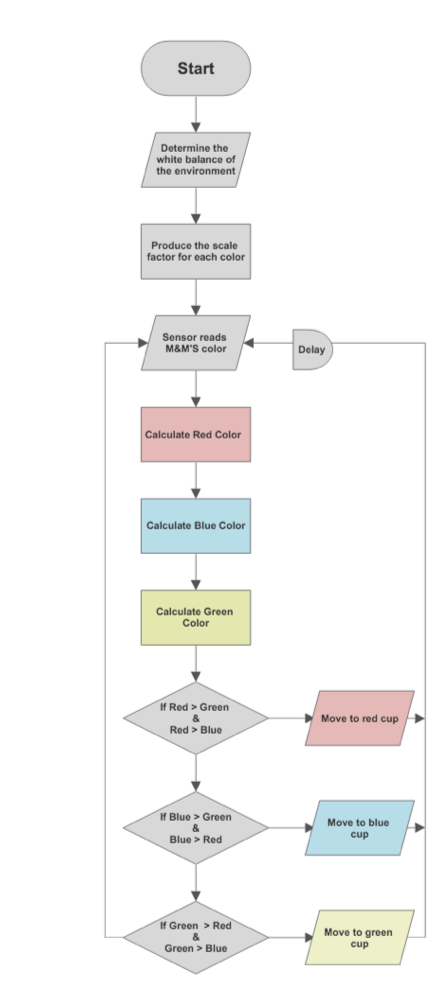 Start
Determine the
white balance of
the environment
Produce the scale
factor for each color
Sensor reads
M&M'S color
Delay
Calculate Red Color
Calculate Blue Color
Calculate Green
Color
If Red > Green
&
Red > Blue
Move to red cup
If Blue > Green
&
Blue > Red
Move to blue
cup
If Green > Red
&
Green > Blue
Move to green
cup